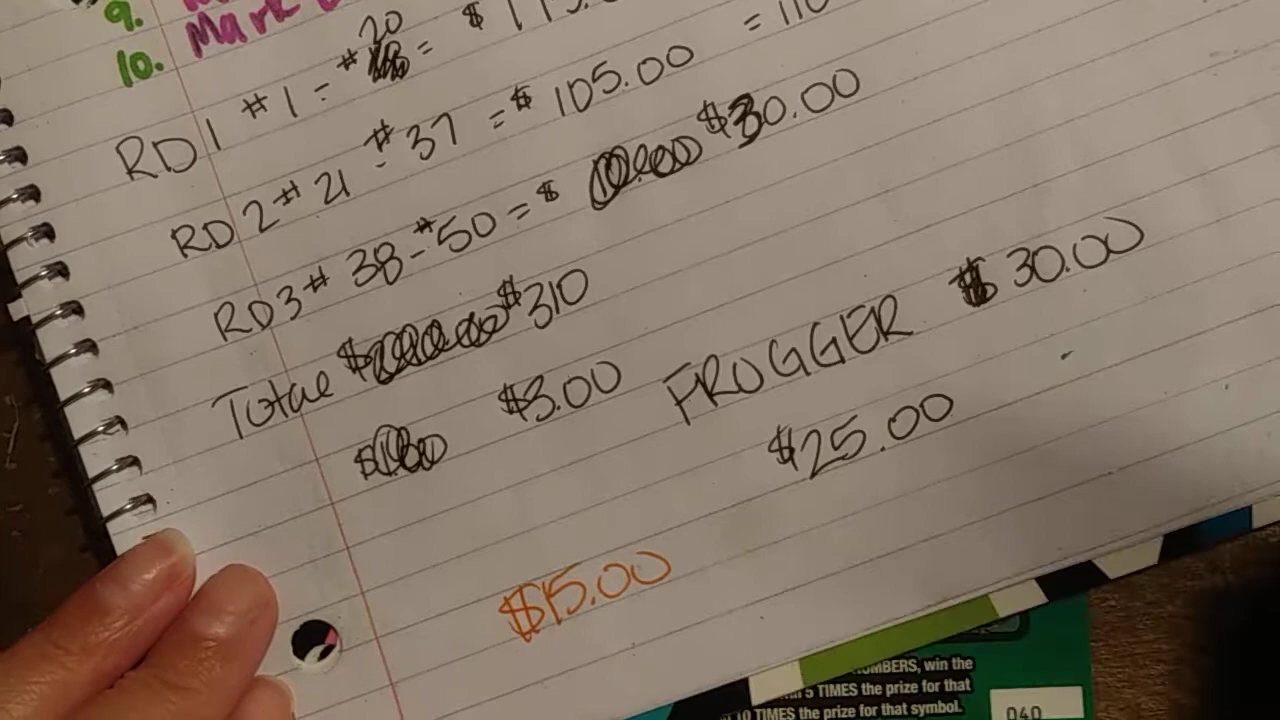 9.
10. Mark
RD1 #1 - #20 = $
RD2 # 21 - #37 = $ 105.00 = 110
RD3 # 38 - #50 = $ $30.00
Total $310
$3.00 FROGGER $30.00
$25.00
$15.00
NUMBERS, win the
5 TIMES the prize for that
10 TIMES the prize for that symbol.
040